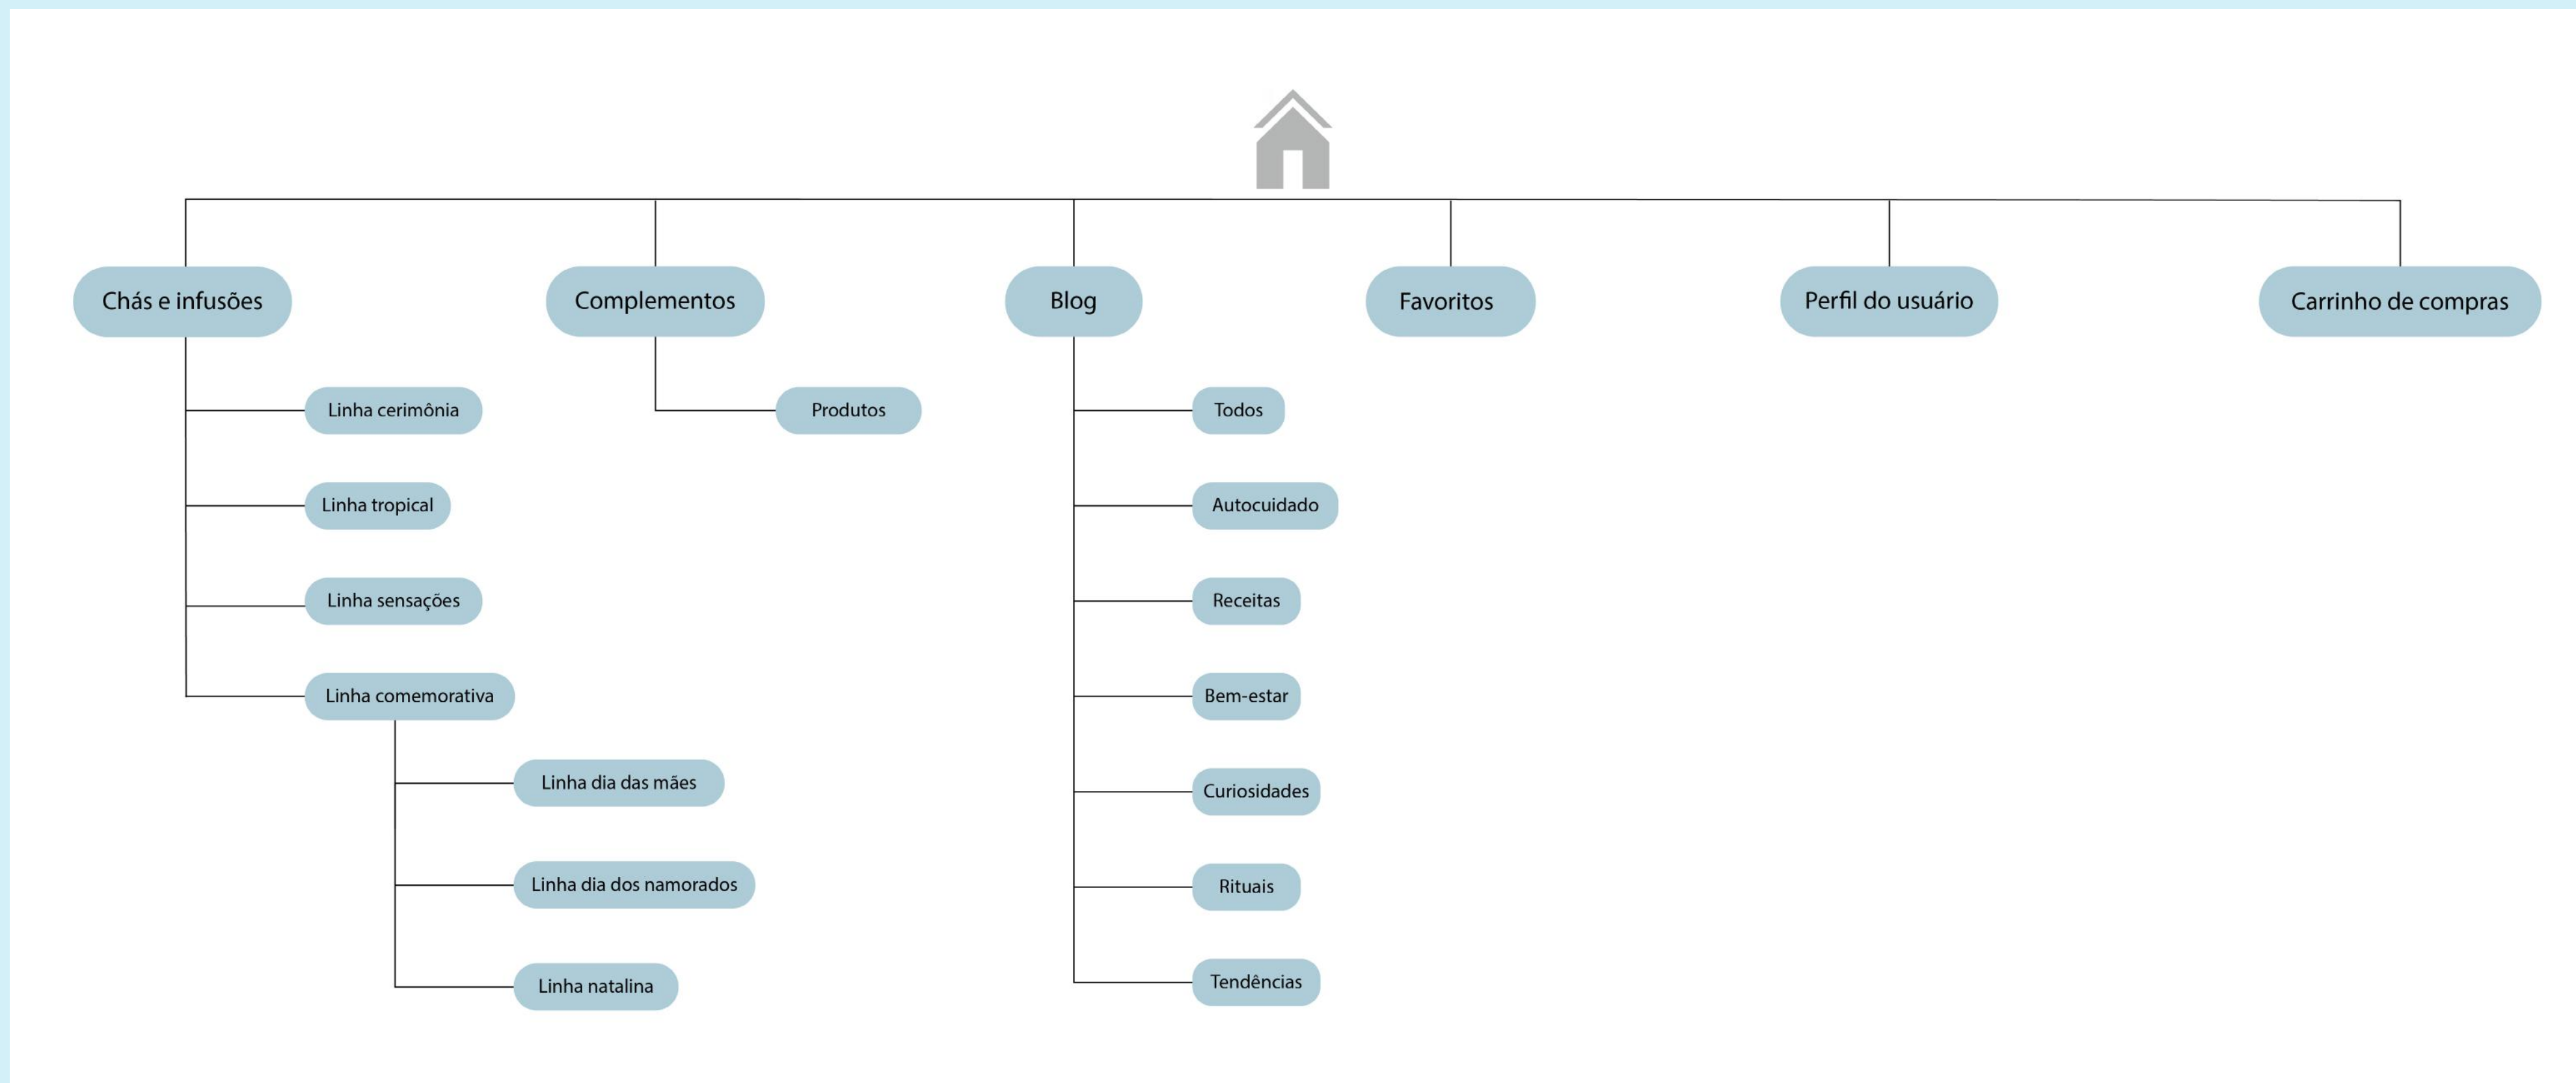 Chás e infusões
Complementos
Blog
Favoritos
Perfil do usuário
Carrinho de compras
Linha cerimônia
Linha tropical
Linha sensações
Linha comemorativa
Linha dia das mães
Linha dia dos namorados
Linha natalina
Produtos
Todos
Autocuidado
Receitas
Bem-estar
Curiosidades
Rituais
Tendências